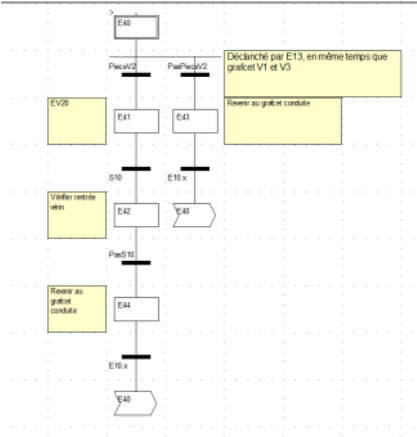 E40
Déclanché par E13, en même temps que
grafcet V1 et V3
PieceV2
PasPieceV2
EV20
E41
E43
Revenir au grafcet conduite
S10
E10.x
Vérifier rentrée
vérin
E42
E40
PasS10
Revenir au
grafcet
conduite
E44
E10.x
E40